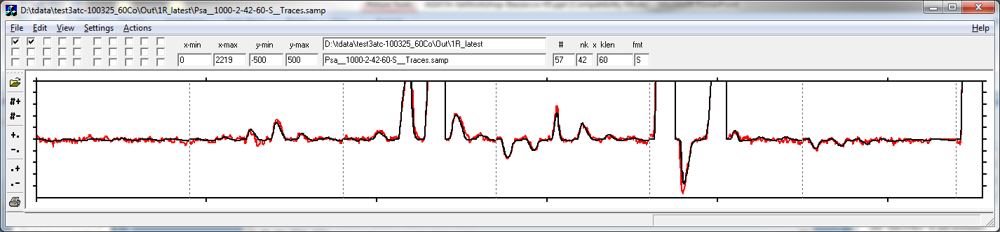 D:\tdata\test3atc-100325_60Co\Out\1R_latest\Psa__1000-2-42-60-S__Traces.samp
File Edit View Settings Actions Help
x-min x-max y-min y-max D:\tdata\test3atc-100325_60Co\Out\1R_latest # nk x klen fmt
0 2219 -500 500 Psa__1000-2-42-60-S__Traces.samp 57 42 60 S
#+
#-
+.
-.
.+
.-